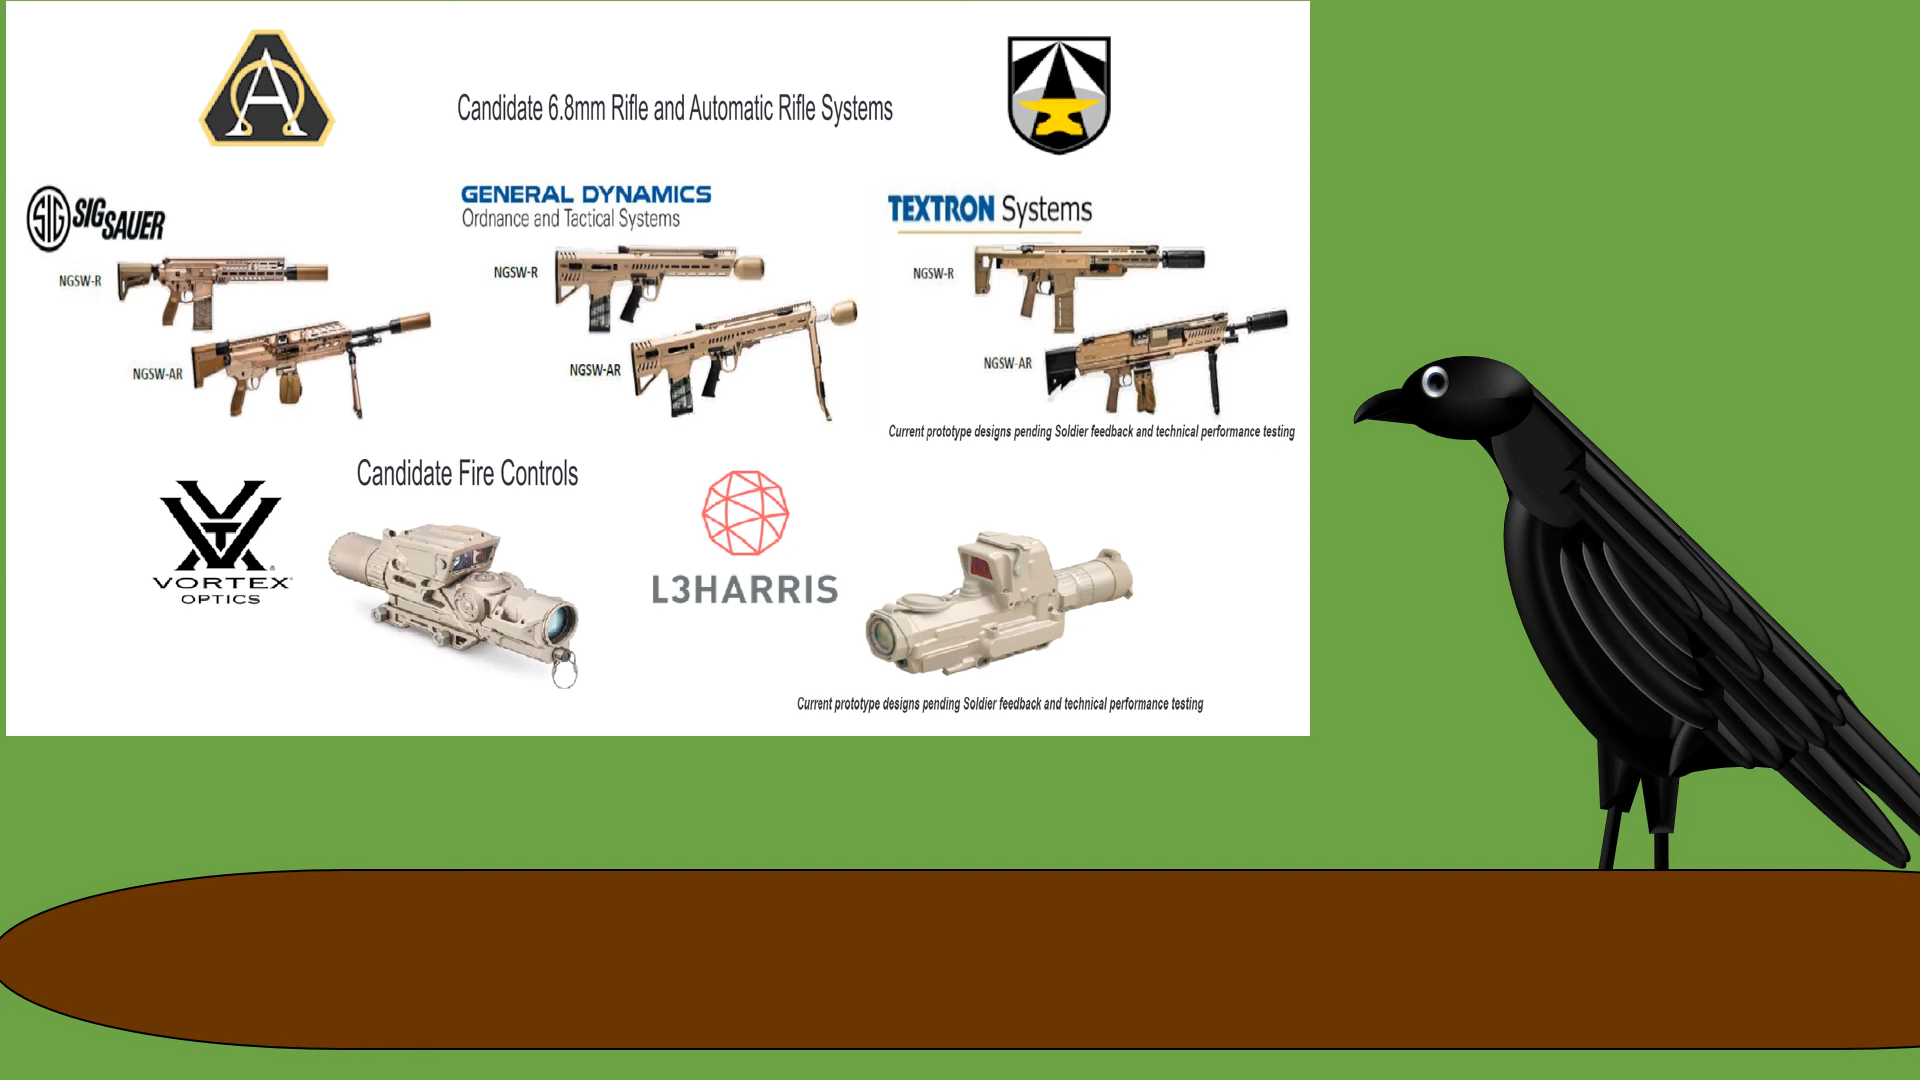 Candidate 6.8mm Rifle and Automatic Rifle Systems
SIG SIG SAUER
NGSW-R
NGSW-AR
GENERAL DYNAMICS
Ordnance and Tactical Systems
NGSW-R
NGSW-AR
TEXTRON Systems
NGSW-R
NGSW-AR
Current prototype designs pending Soldier feedback and technical performance testing
Candidate Fire Controls
VORTEX®
OPTICS
L3HARRIS
Current prototype designs pending Soldier feedback and technical performance testing